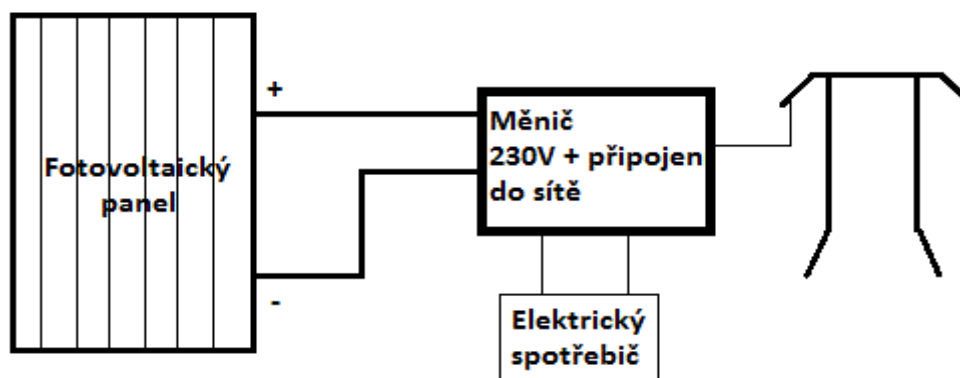 +
Měnič
230V + připojen
do sítě
Fotovoltaický
panel
-
Elektrický
spotřebič